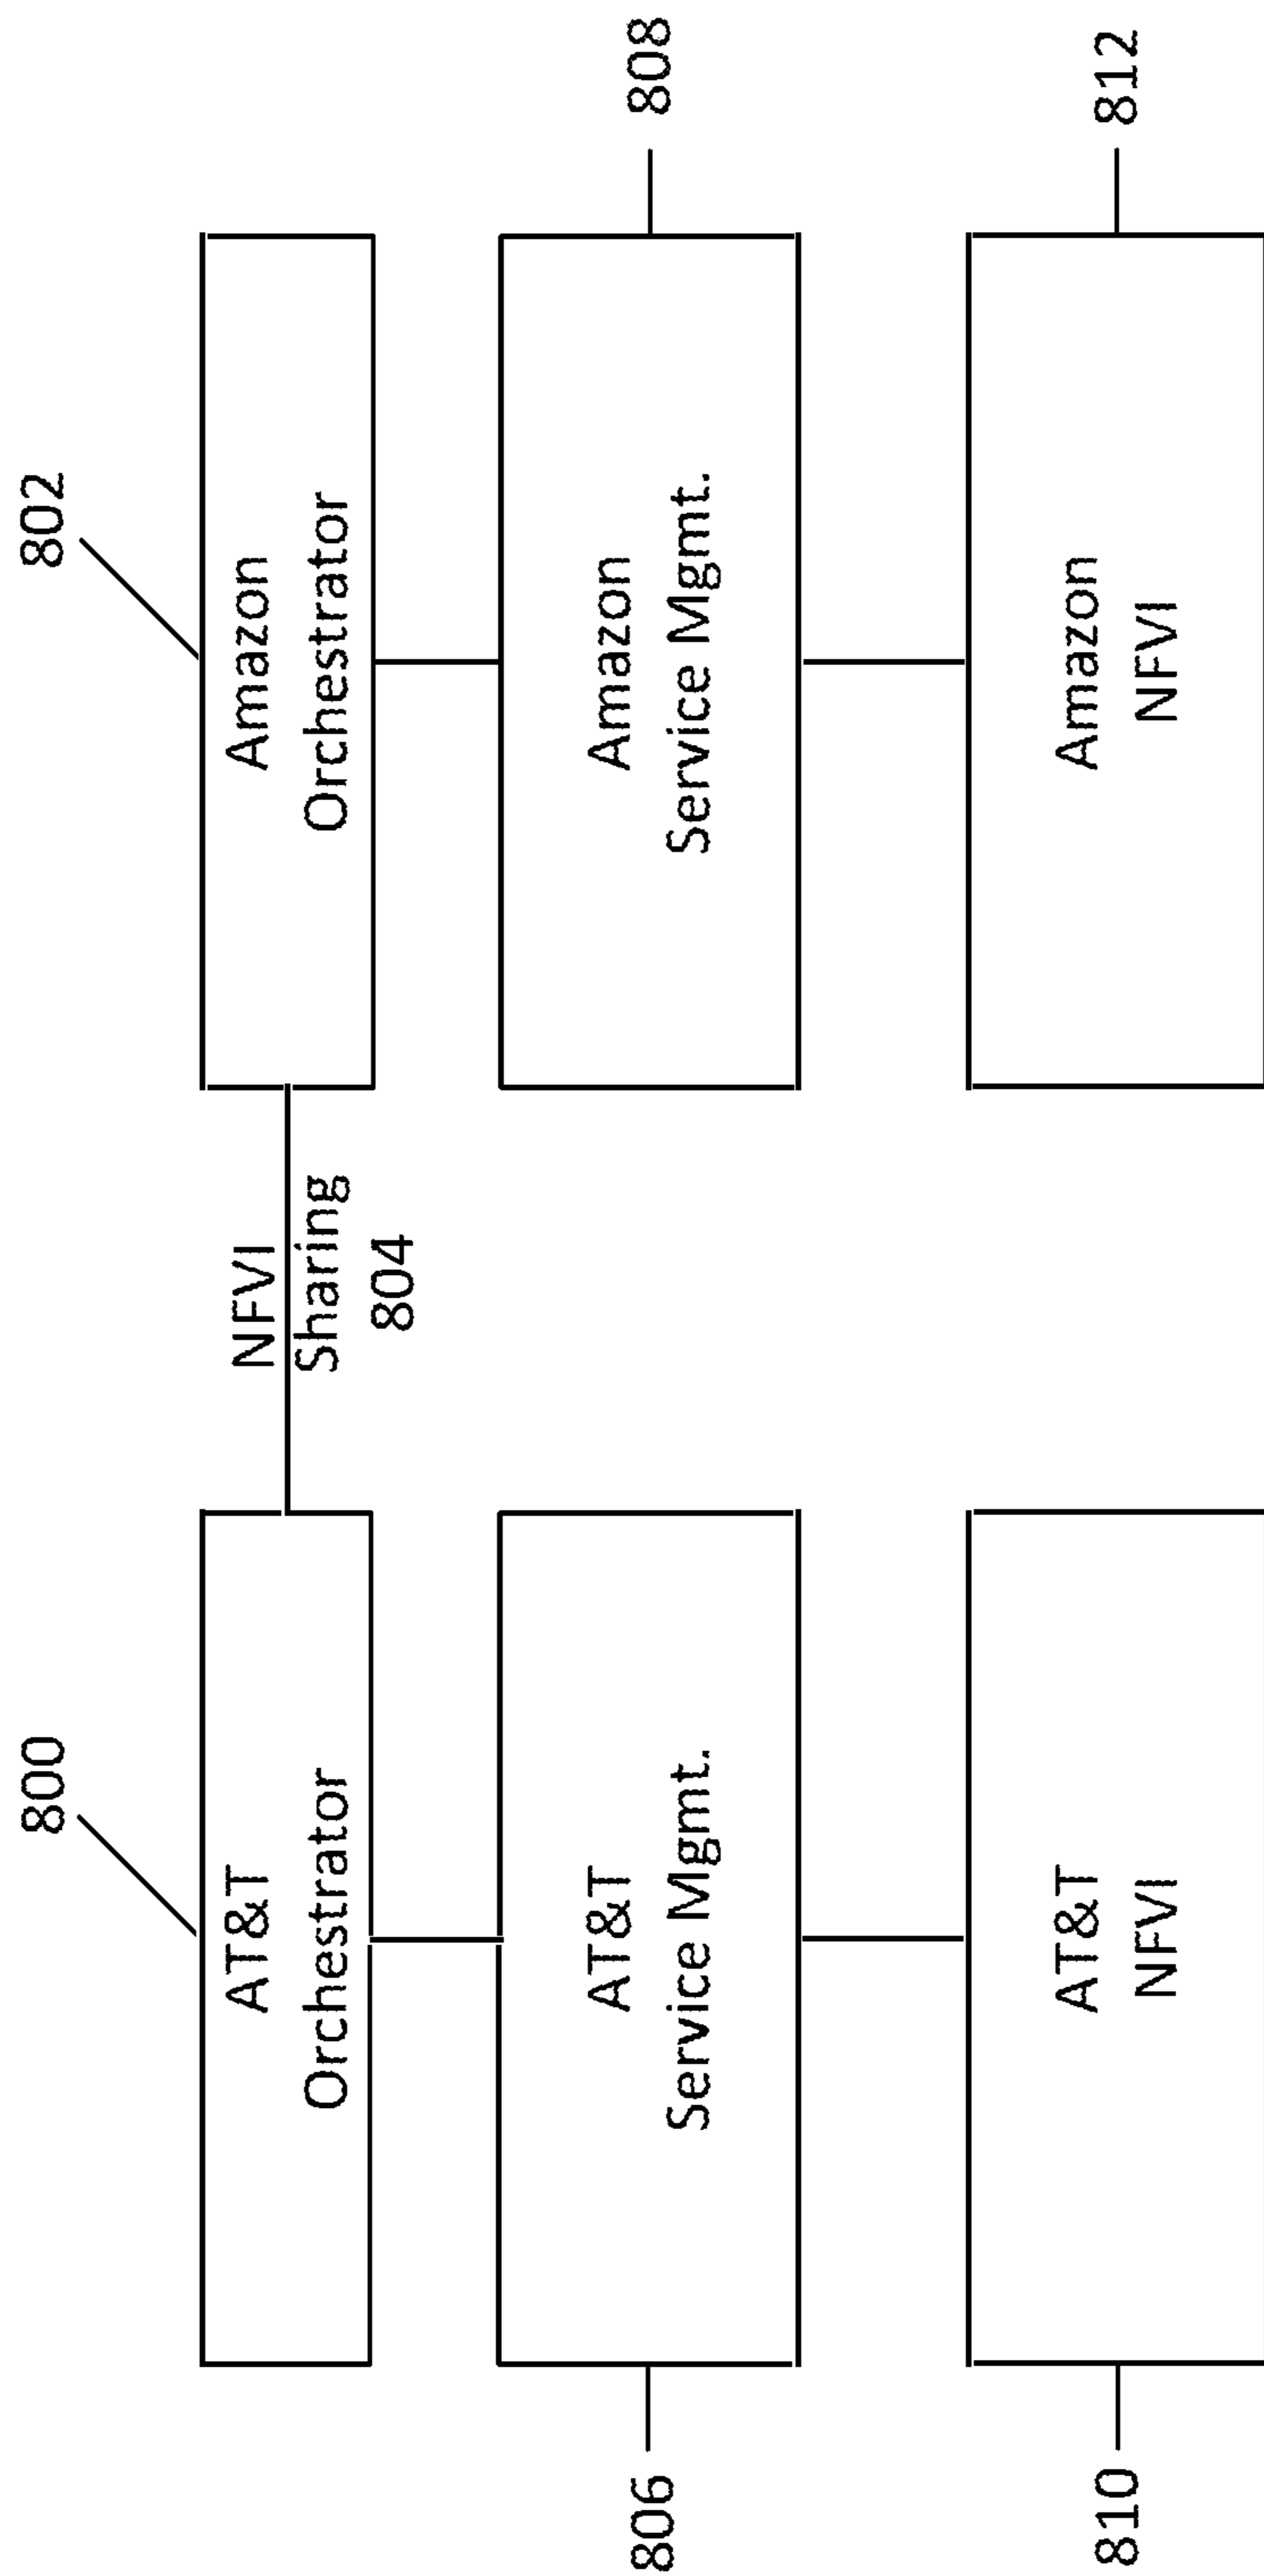 800
802
AT&T
Orchestrator
NFVI
Sharing
804
Amazon
Orchestrator
806
AT&T
Service Mgmt.
Amazon
Service Mgmt.
808
810
AT&T
NFVI
Amazon
NFVI
812